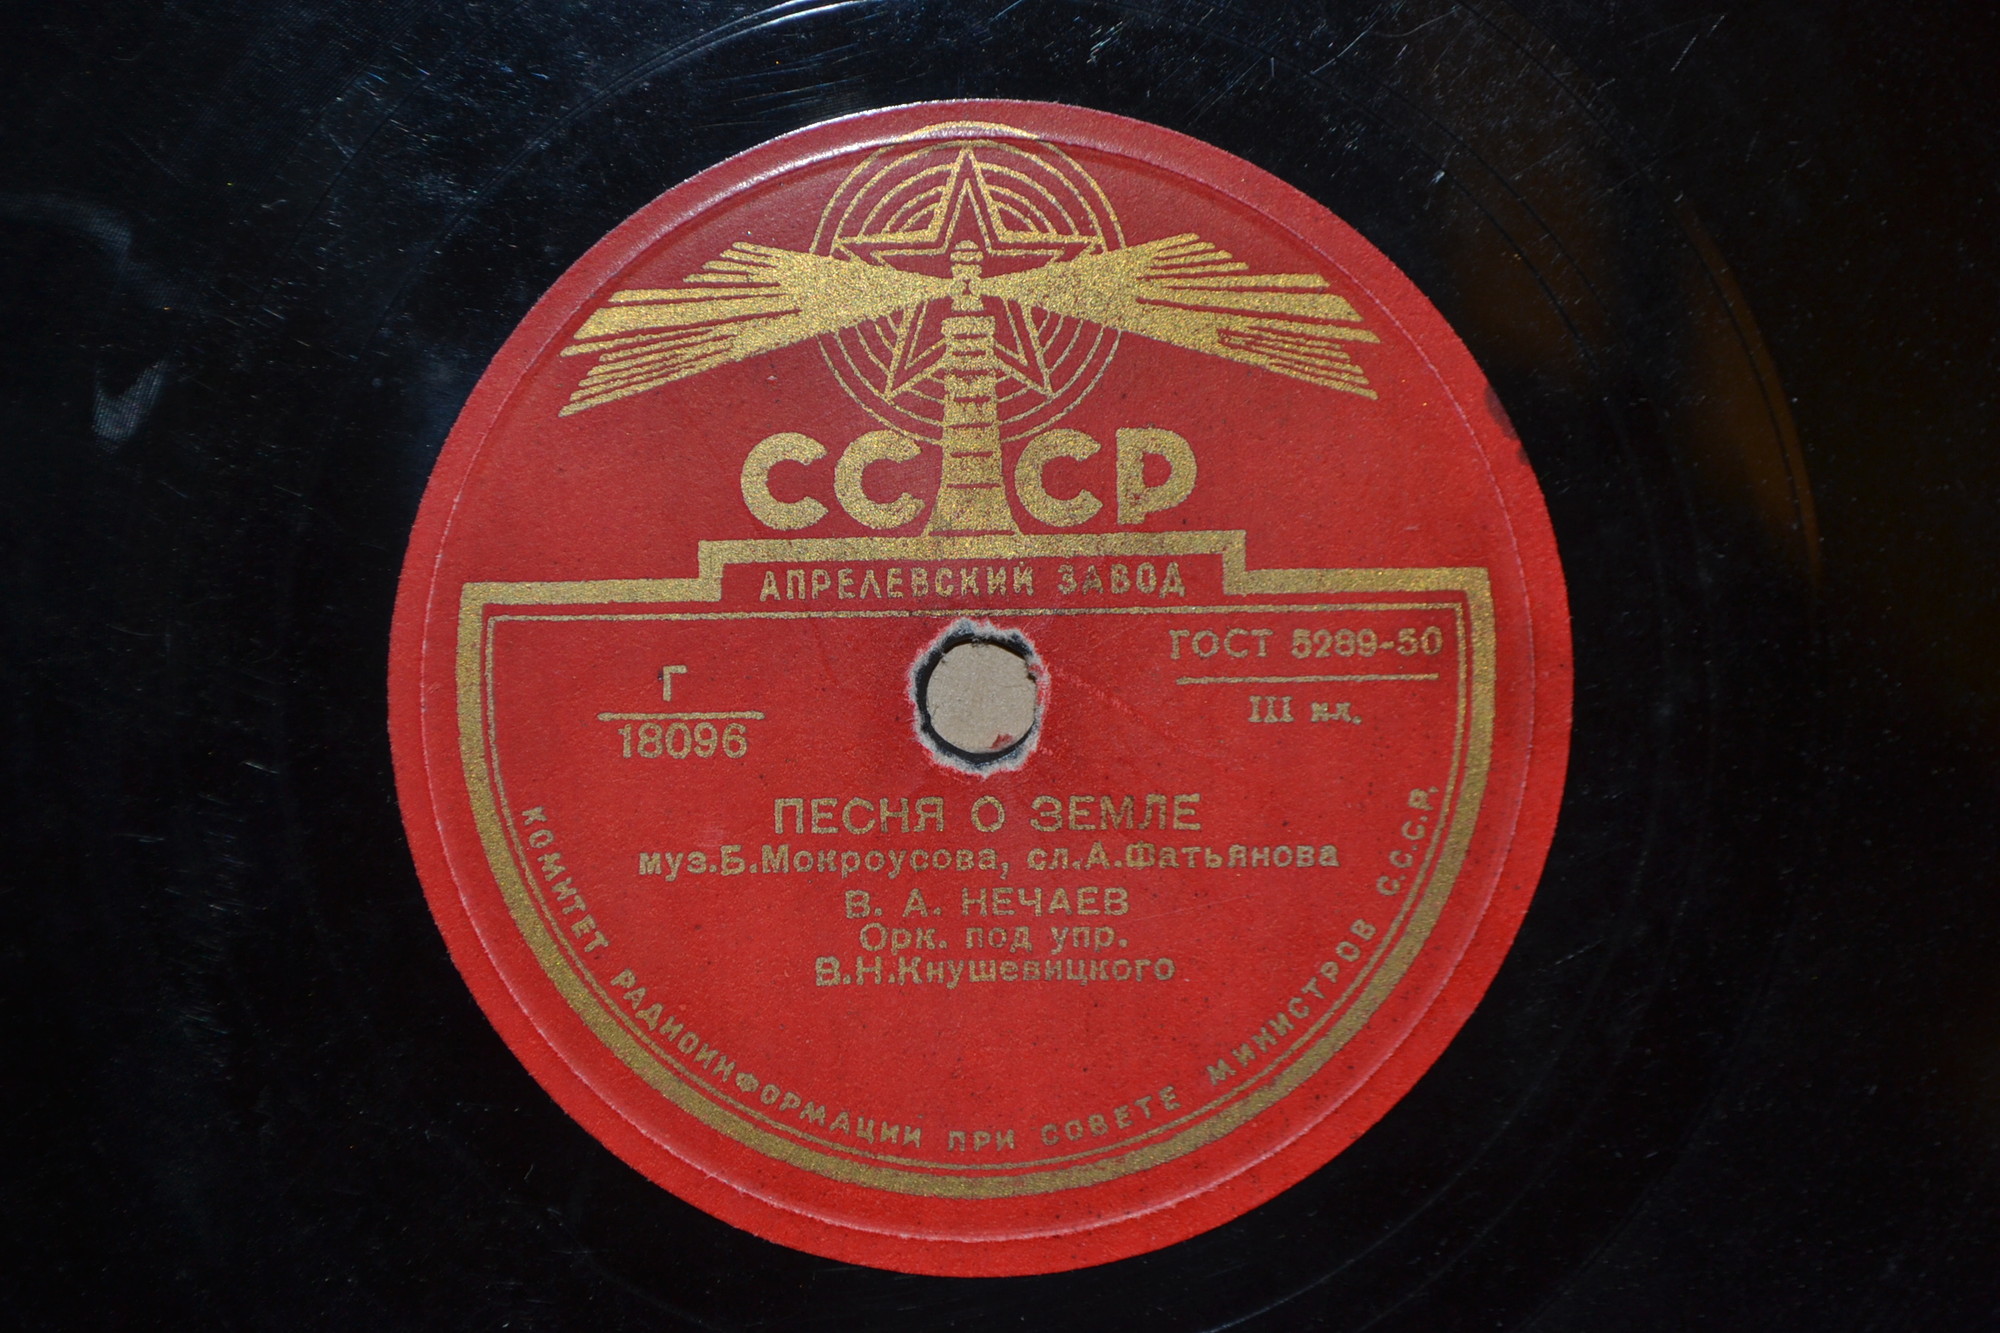 СССР
АПРЕЛЕВСКИЙ ЗАВОД
ГОСТ 5289-50
III кл.
Г
18096
ПЕСНЯ О ЗЕМЛЕ
муз.Б.Мокроусова, сл.А.Фатьянова
В. А. НЕЧАЕВ
Орк. под упр.
В.Н.Кнушевицкого
КОМИТЕТ РАДИОИНФОРМАЦИИ ПРИ СОВЕТЕ МИНИСТРОВ С.С.С.Р.